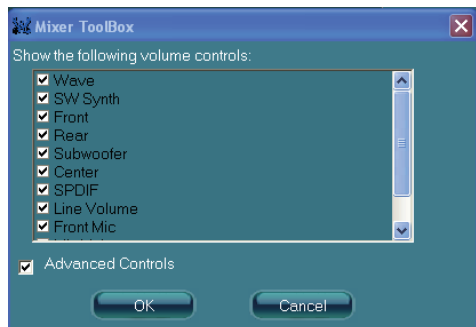 Mixer ToolBox
Show the following volume controls:
Wave
SW Synth
Front
Rear
Subwoofer
Center
SPDIF
Line Volume
Front Mic
Advanced Controls
OK
Cancel